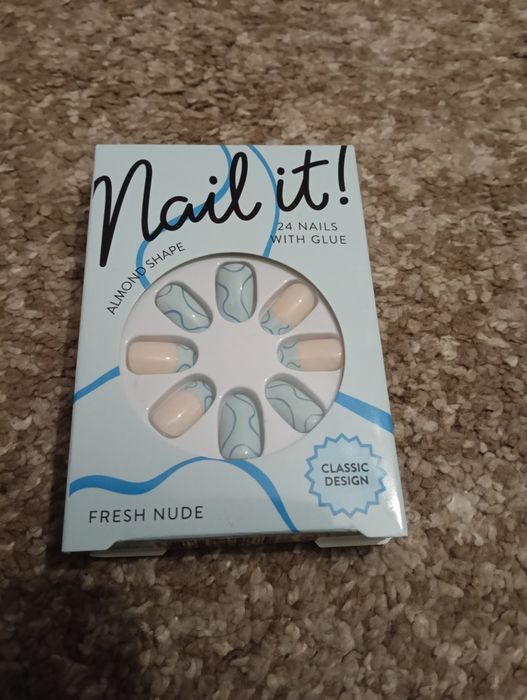 Nail it!
24 NAILS
WITH GLUE
ALMOND SHAPE
CLASSIC
DESIGN
FRESH NUDE